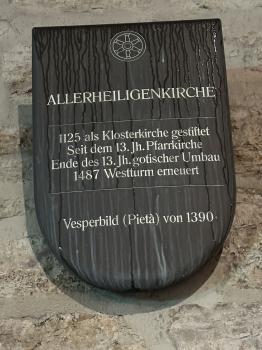 ALLERHEILIGENKIRCHE
1125 als Klosterkirche gestiftet
Seit dem 13. Jh. Pfarrkirche
Ende des 13. Jh. gotischer Umbau
1487 Westturm erneuert
Vesperbild (Pietà) von 1390